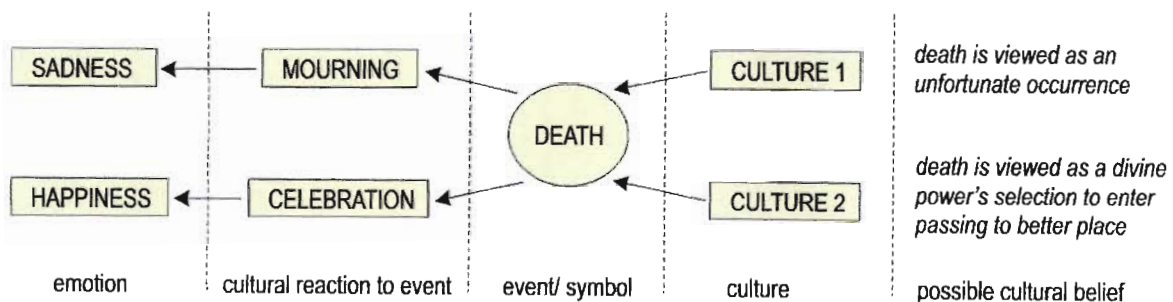 SADNESS
MOURNING
CULTURE 1
death is viewed as an
unfortunate occurrence
DEATH
HAPPINESS
CELEBRATION
CULTURE 2
death is viewed as a divine
power's selection to enter
passing to better place
emotion
cultural reaction to event
event/ symbol
culture
possible cultural belief